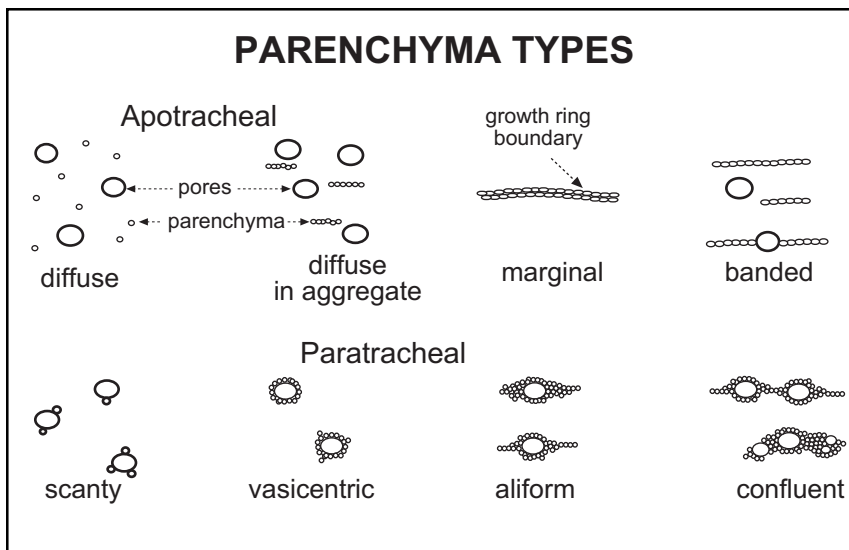 PARENCHYMA TYPES
Apotracheal
growth ring
boundary
pores
parenchyma
diffuse
diffuse
in aggregate
marginal
banded
Paratracheal
scanty
vasicentric
aliform
confluent